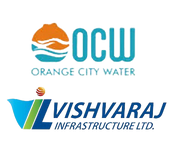 OCW
ORANGE CITY WATER
VISHVARAJ
INFRASTRUCTURE LTD.